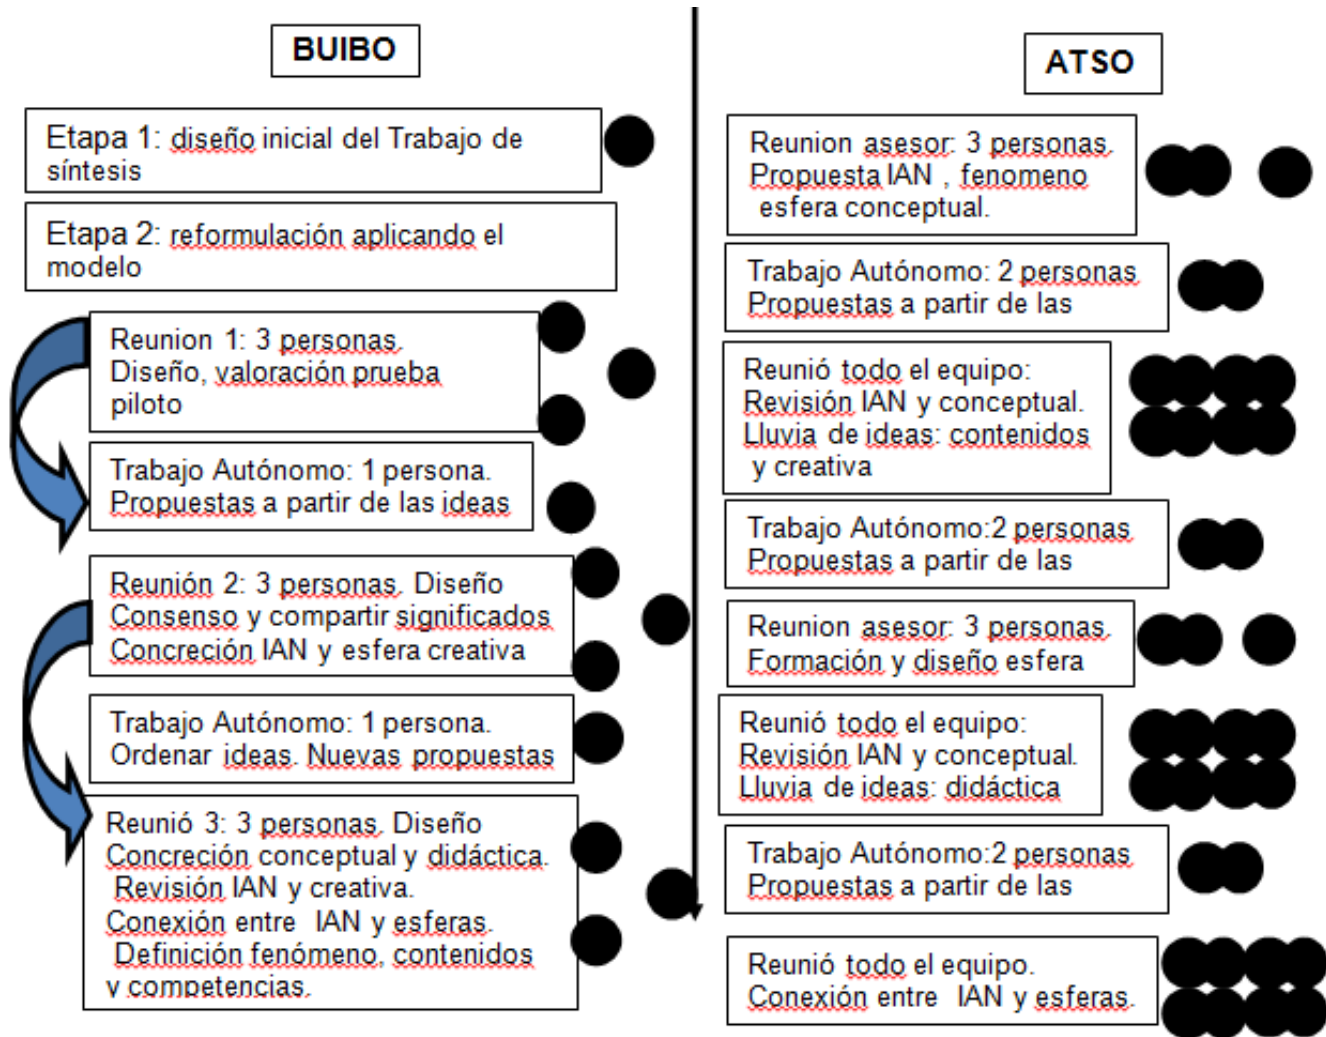 BUIBO
Etapa 1: diseño inicial del Trabajo de
síntesis
Etapa 2: reformulación aplicando el
modelo
Reunion 1: 3 personas.
Diseño, valoración prueba
piloto
Trabajo Autónomo: 1 persona.
Propuestas a partir de las ideas
Reunión 2: 3 personas. Diseño
Consenso y compartir significados
Concreción IAN y esfera creativa
Trabajo Autónomo: 1 persona.
Ordenar ideas. Nuevas propuestas
Reunió 3: 3 personas. Diseño
Concreción conceptual y didáctica.
Revisión IAN y creativa.
Conexión entre IAN y esferas.
Definición fenómeno, contenidos
y competencias.
ATSO
Reunion asesor: 3 personas.
Propuesta IAN , fenomeno
esfera conceptual.
Trabajo Autónomo: 2 personas
Propuestas a partir de las
Reunió todo el equipo:
Revisión IAN y conceptual.
Lluvia de ideas: contenidos
y creativa
Trabajo Autónomo:2 personas
Propuestas a partir de las
Reunion asesor: 3 personas.
Formación y diseño esfera
Reunió todo el equipo:
Revisión IAN y conceptual.
Lluvia de ideas: didáctica
Trabajo Autónomo:2 personas
Propuestas a partir de las
Reunió todo el equipo.
Conexión entre IAN y esferas.